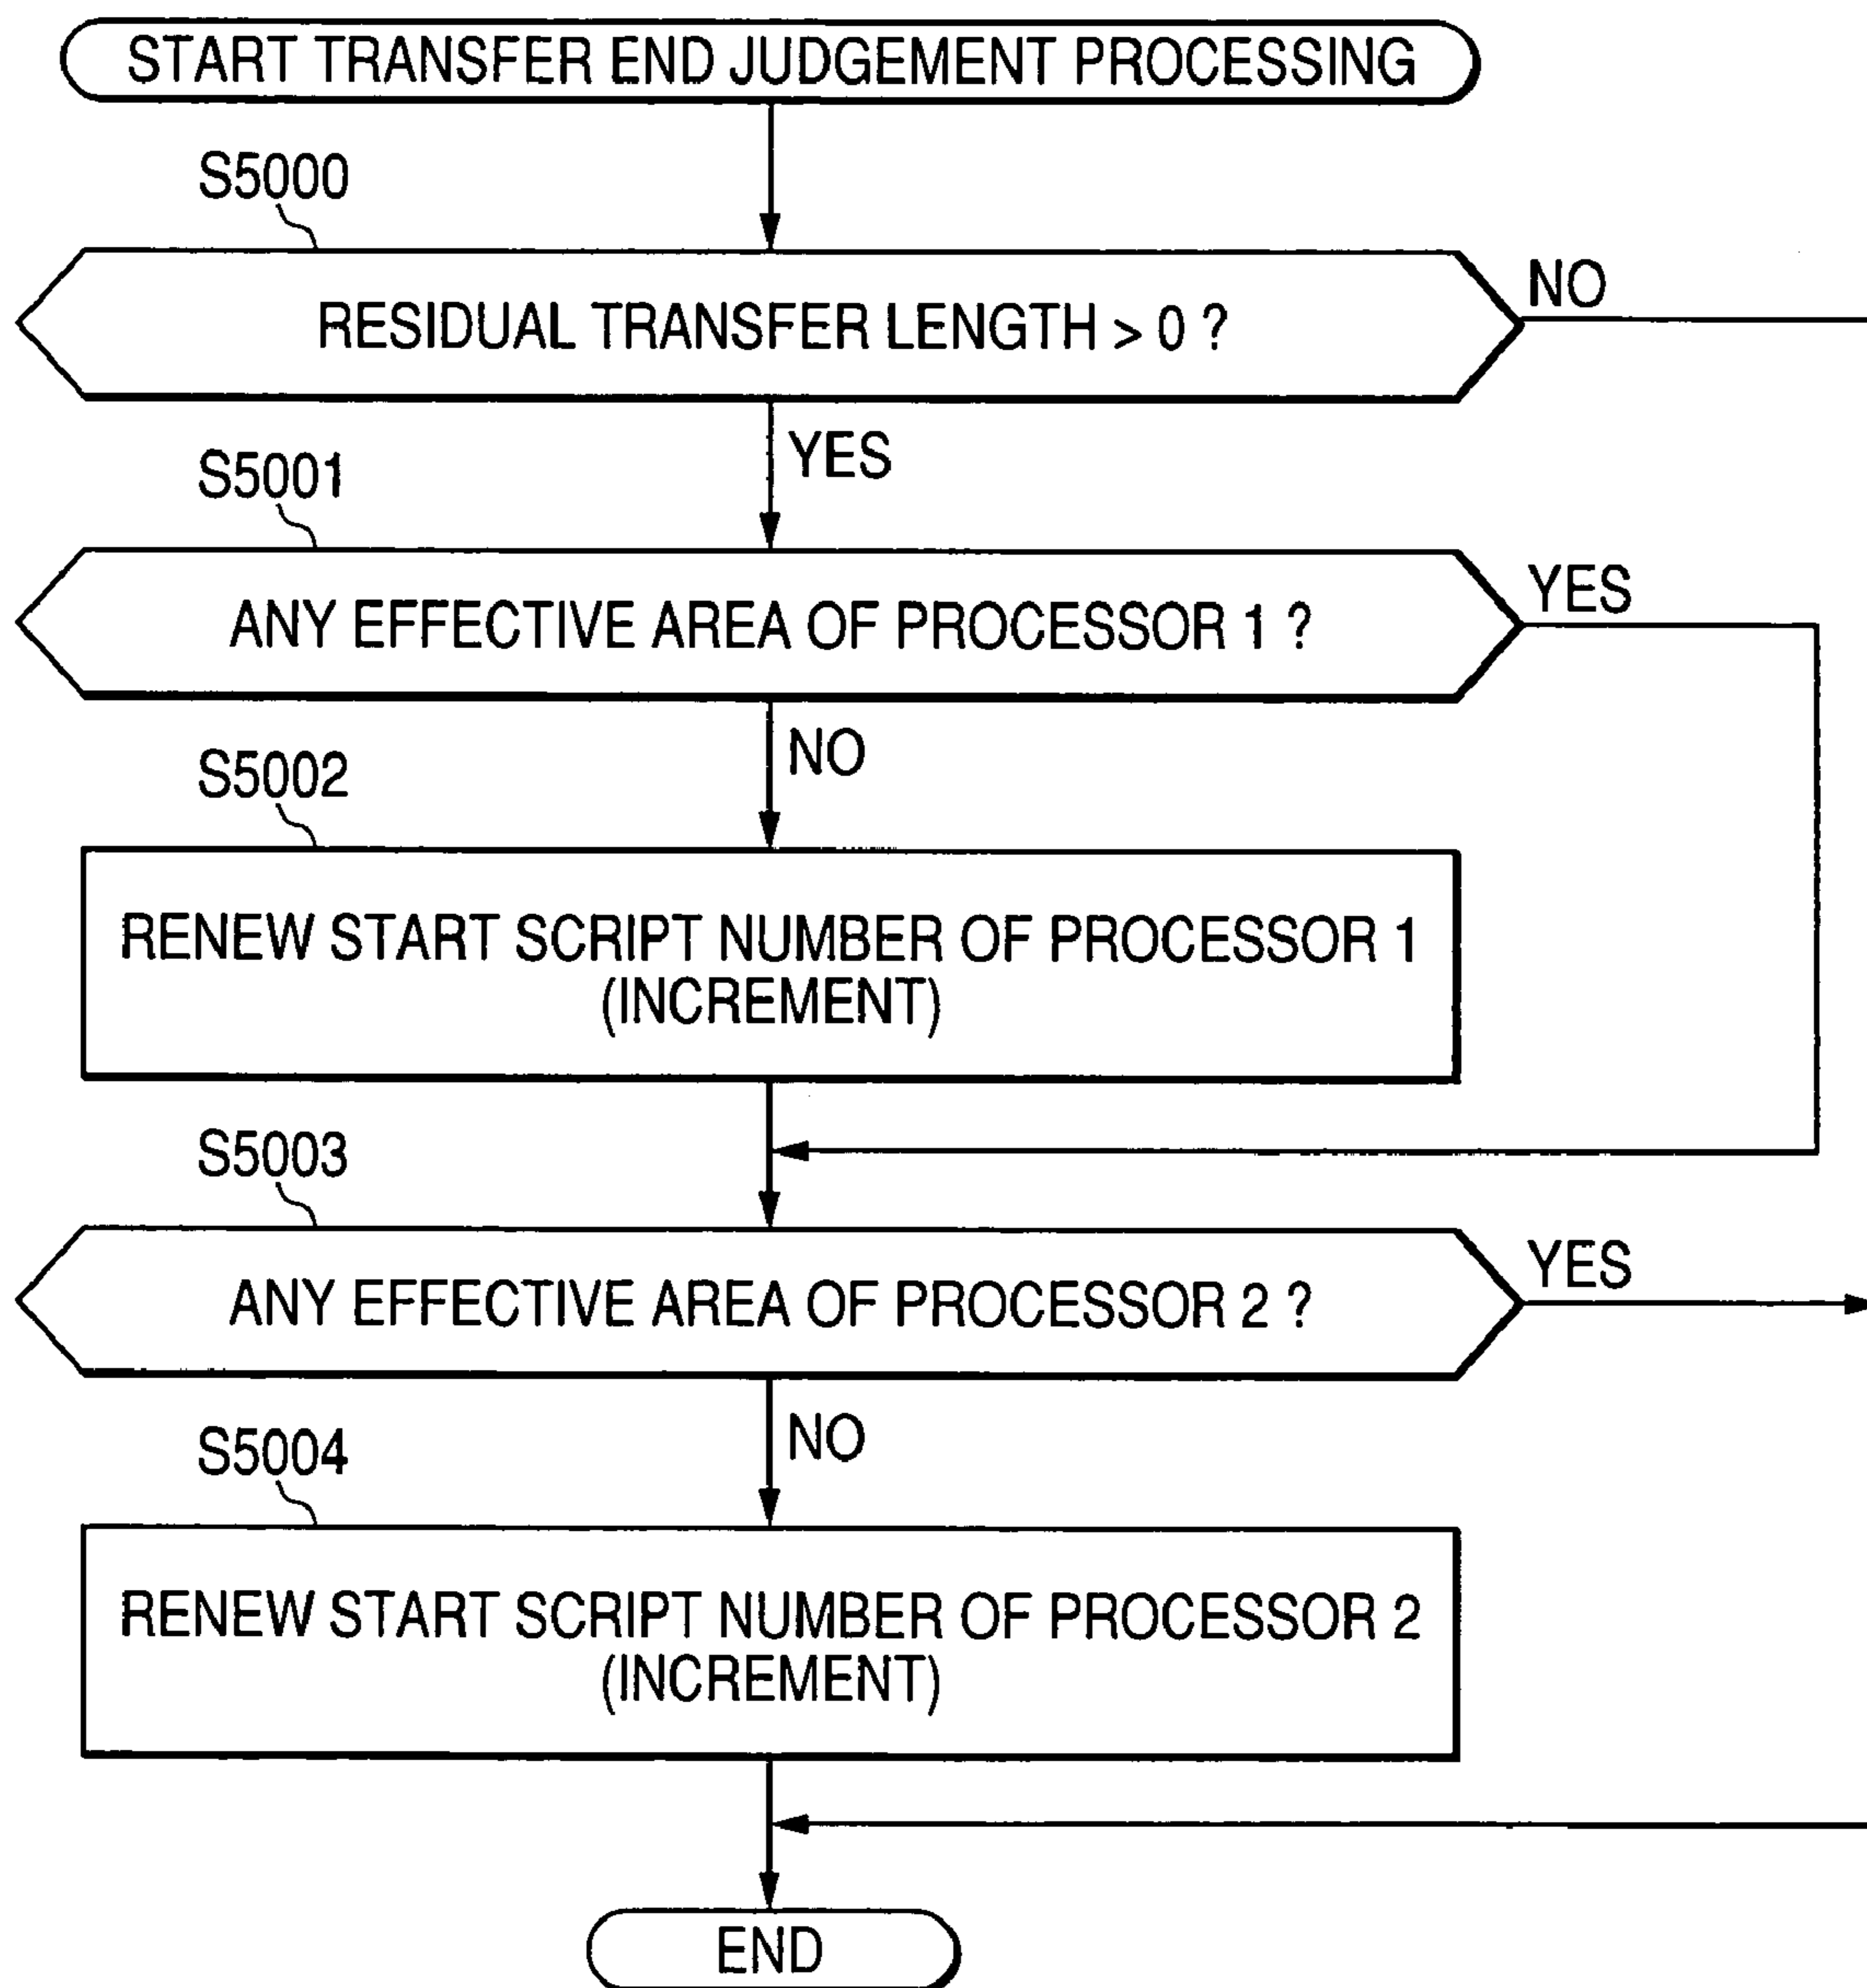 START TRANSFER END JUDGEMENT PROCESSING
S5000
RESIDUAL TRANSFER LENGTH > 0 ?
NO
YES
S5001
ANY EFFECTIVE AREA OF PROCESSOR 1 ?
YES
NO
S5002
RENEW START SCRIPT NUMBER OF PROCESSOR 1
(INCREMENT)
S5003
ANY EFFECTIVE AREA OF PROCESSOR 2 ?
YES
NO
S5004
RENEW START SCRIPT NUMBER OF PROCESSOR 2
(INCREMENT)
END